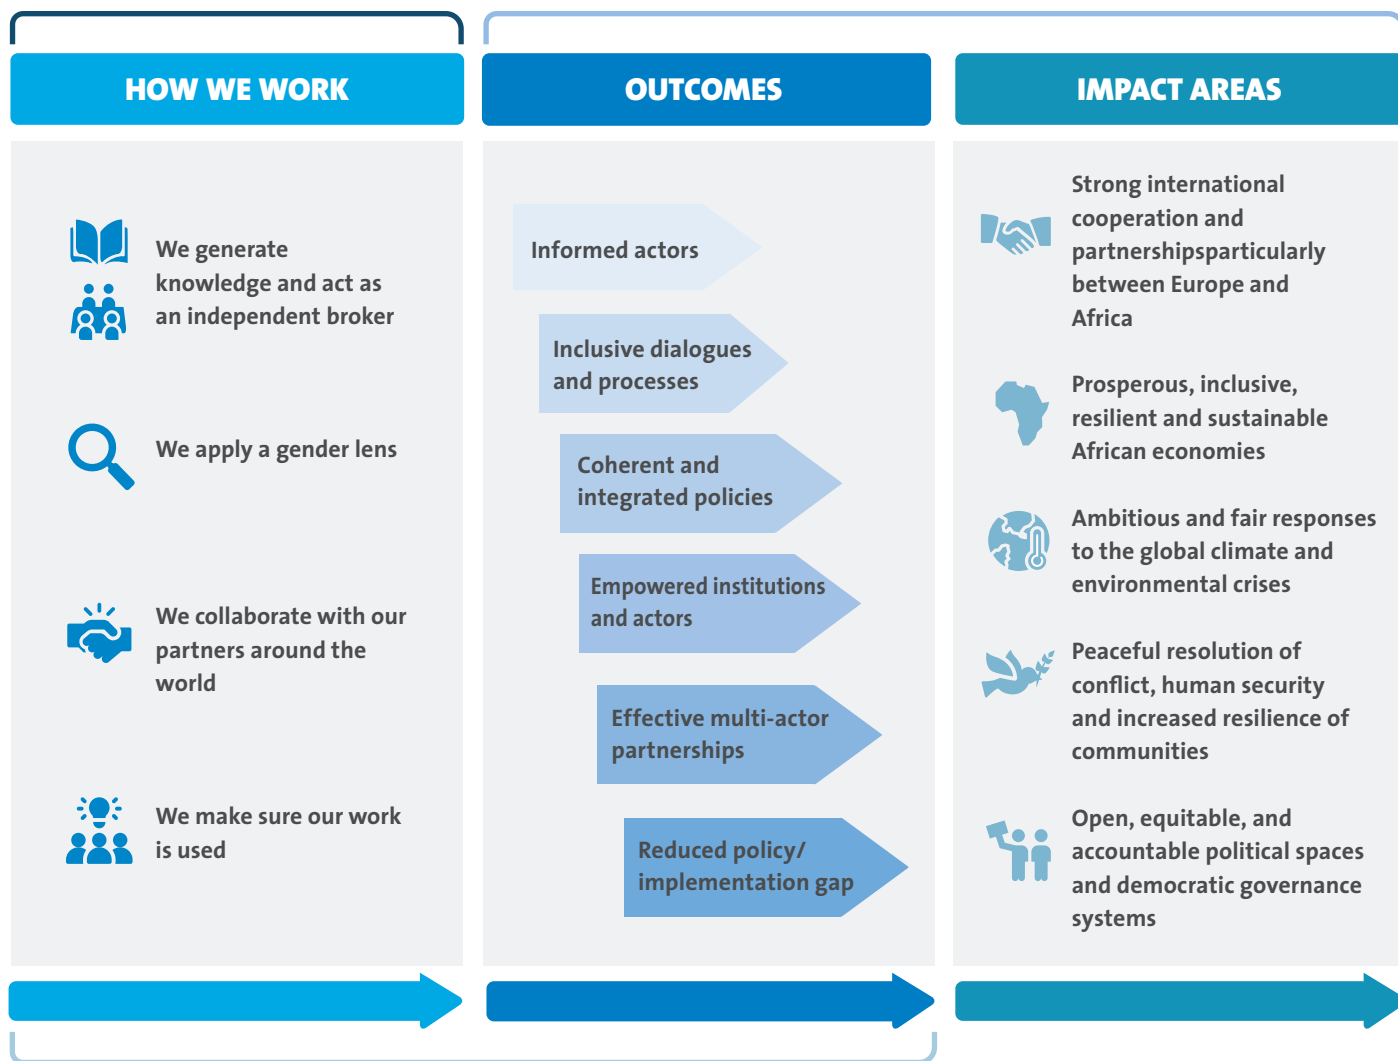 HOW WE WORK
We generate
knowledge and act as
an independent broker
We apply a gender lens
We collaborate with our
partners around the
world
We make sure our work
is used
OUTCOMES
Informed actors
Inclusive dialogues
and processes
Coherent and
integrated policies
Empowered institutions
and actors
Effective multi-actor
partnerships
Reduced policy/
implementation gap
IMPACT AREAS
Strong international
cooperation and
partnershipsparticularly
between Europe and
Africa
Prosperous, inclusive,
resilient and sustainable
African economies
Ambitious and fair responses
to the global climate and
environmental crises
Peaceful resolution of
conflict, human security
and increased resilience of
communities
Open, equitable, and
accountable political spaces
and democratic governance
systems